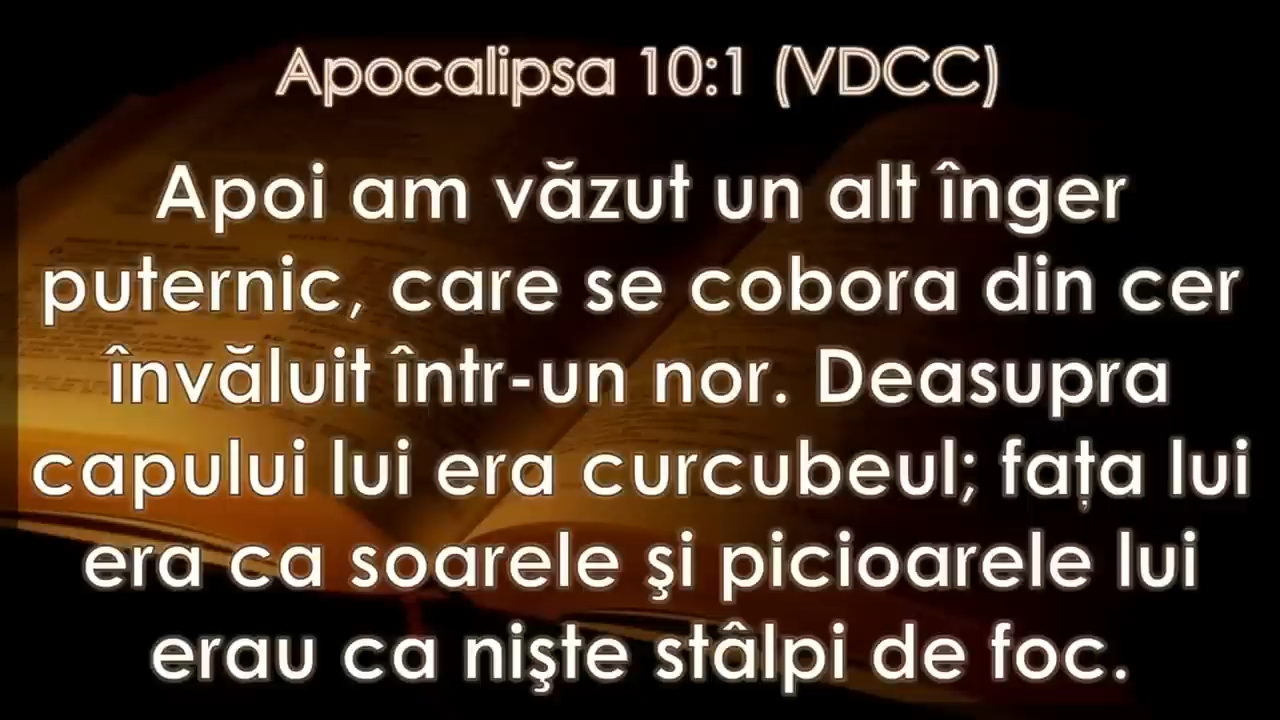 Apocalipsa 10:1 (VDCC)
Apoi am văzut un alt înger
puternic, care se cobora din cer
învăluit într-un nor. Deasupra
capului lui era curcubeul; faţa lui
era ca soarele şi picioarele lui
erau ca nişte stâlpi de foc.